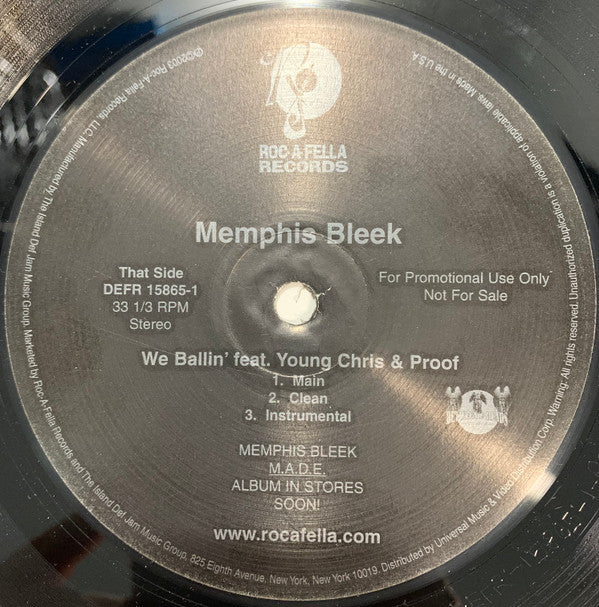 ROC-A-FELLA
RECORDS
Memphis Bleek
That Side
DEFR 15865-1
33 1/3 RPM
Stereo
For Promotional Use Only
Not For Sale
We Ballin' feat. Young Chris & Proof
1. Main
2. Clean
3. Instrumental
MEMPHIS BLEEK
M.A.D.E.
ALBUM IN STORES
SOON!
www.rocafella.com
℗©2003 Roc-A-Fella Records LLC. Manufactured by The Island Def Jam Music Group. Marketed by Roc-A-Fella Records and The Island Def Jam Music Group, 825 Eighth Avenue, New York, New York 10019. Distributed by Universal Music & Video Distribution Corp. Warning: All rights reserved. Unauthorized duplication is a violation of applicable laws. Made in the U.S.A.